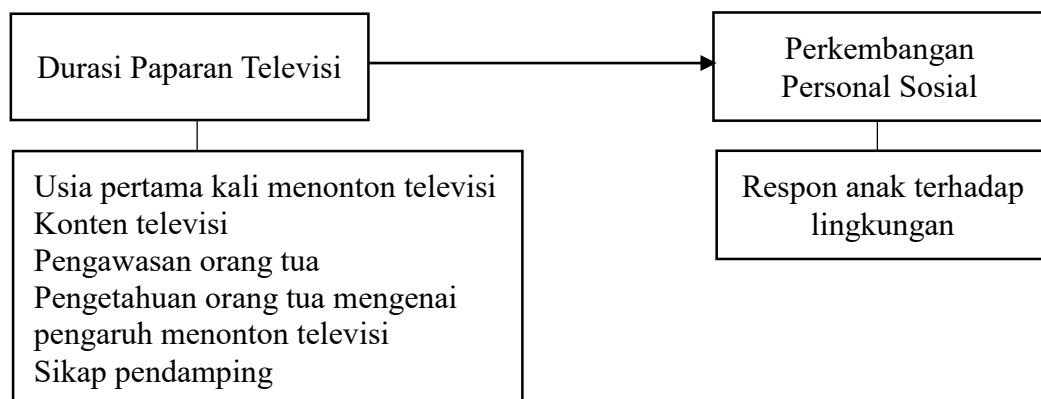 Durasi Paparan Televisi
Perkembangan
Personal Sosial
Usia pertama kali menonton televisi
Konten televisi
Pengawasan orang tua
Pengetahuan orang tua mengenai
pengaruh menonton televisi
Sikap pendamping
Respon anak terhadap
lingkungan